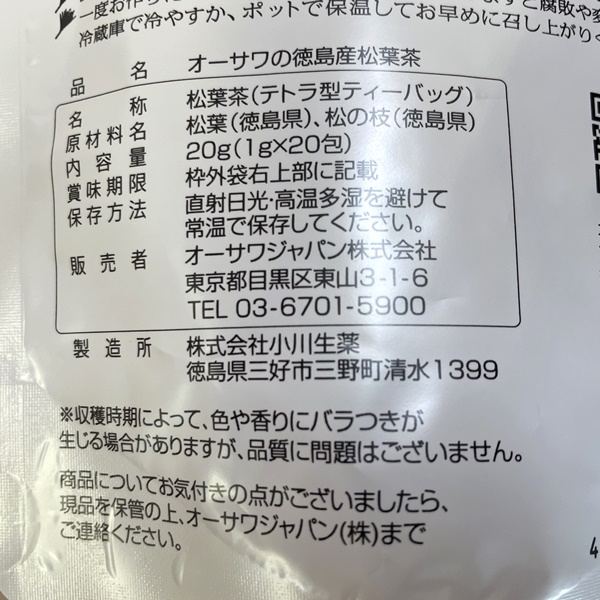 冷蔵庫で冷やすか、ポットで保温してお早めに召し上がり
品名 オーサワの徳島産松葉茶
名称 松葉茶(テトラ型ティーバッグ)
原材料名 松葉(徳島県)、松の枝(徳島県)
内容量 20g(1g×20包)
賞味期限 枠外袋右上部に記載
保存方法 直射日光・高温多湿を避けて
常温で保存してください。
販売者 オーサワジャパン株式会社
東京都目黒区東山3-1-6
TEL 03-6701-5900
製造所 株式会社小川生薬
徳島県三好市三野町清水1399
※収穫時期によって、色や香りにバラつきが
生じる場合がありますが、品質に問題はございません。
商品についてお気付きの点がございましたら、
現品を保管の上、オーサワジャパン(株)まで
ご連絡ください。
4